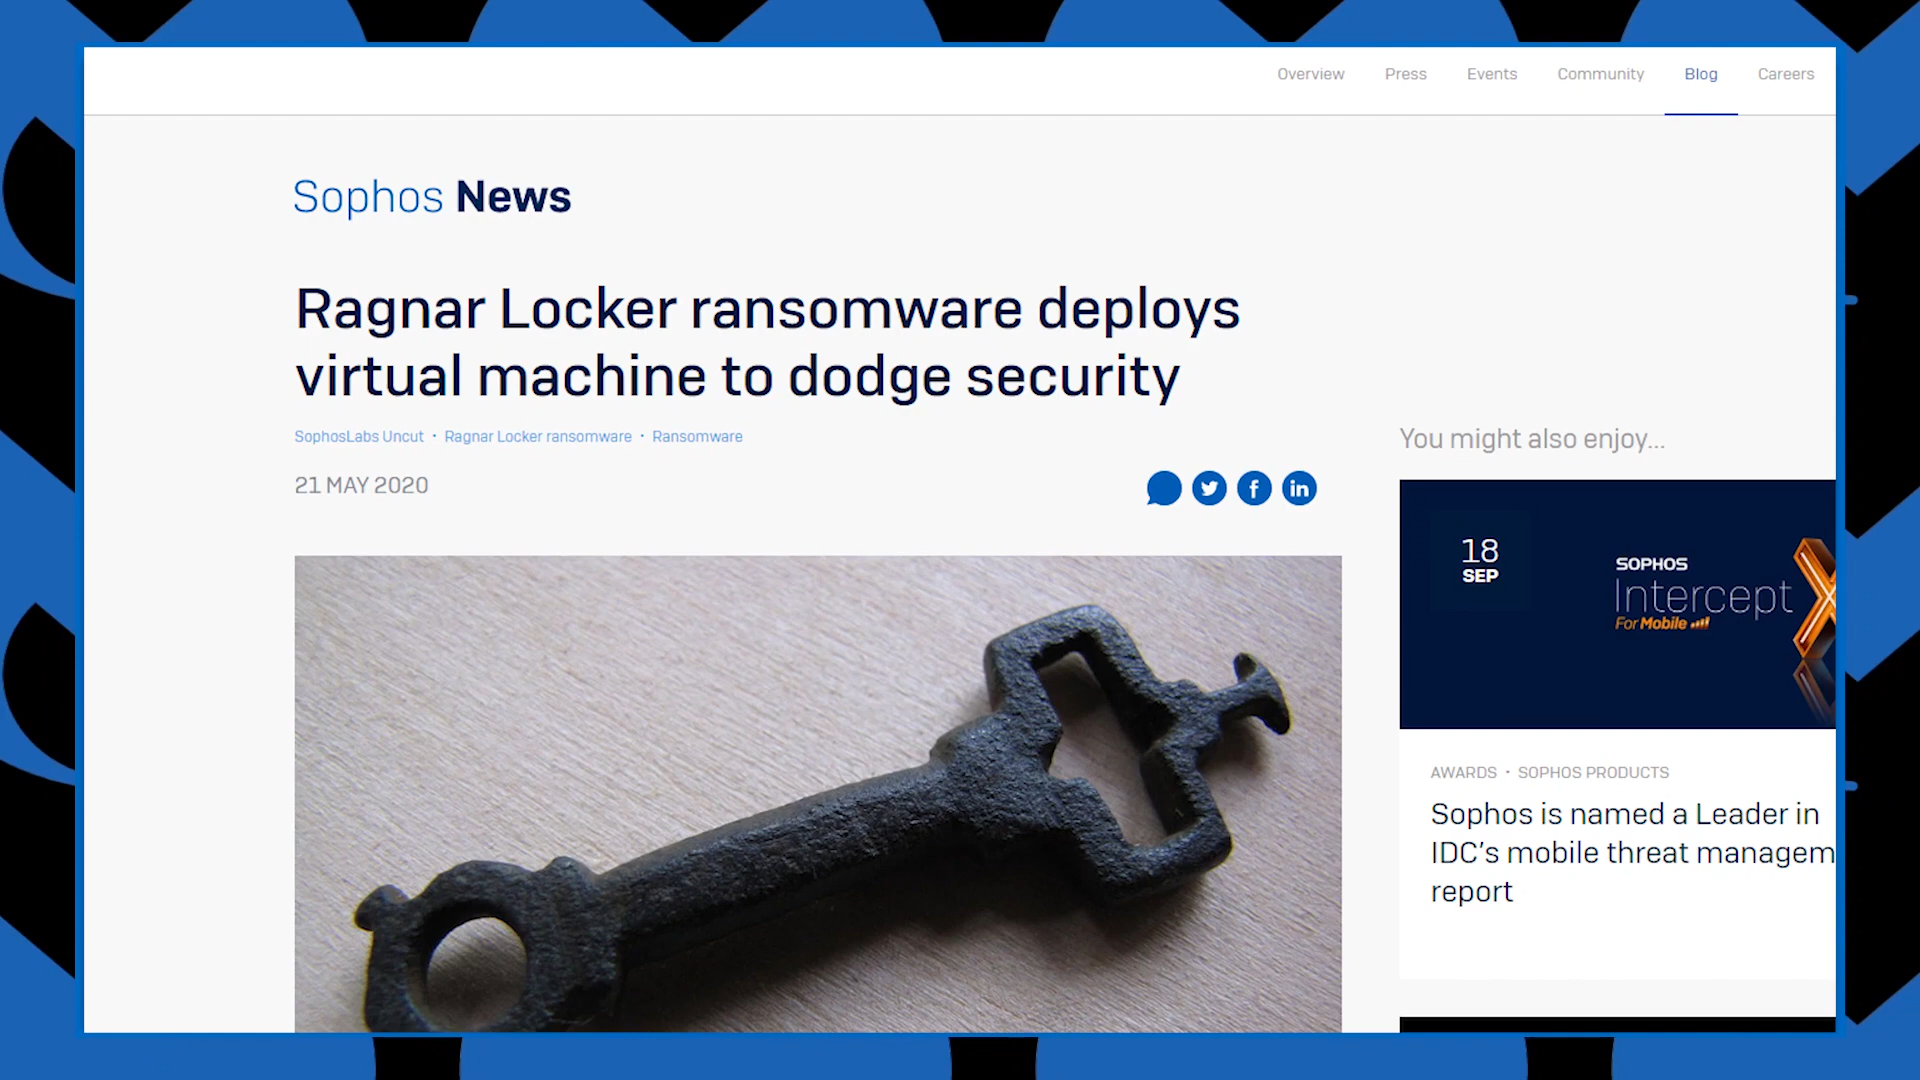 Overview Press Events Community Blog Careers
Sophos News
Ragnar Locker ransomware deploys
virtual machine to dodge security
SophosLabs Uncut • Ragnar Locker ransomware • Ransomware
21 MAY 2020
You might also enjoy...
18
SEP
SOPHOS
Intercept X
For Mobile
AWARDS • SOPHOS PRODUCTS
Sophos is named a Leader in
IDC's mobile threat managem
report